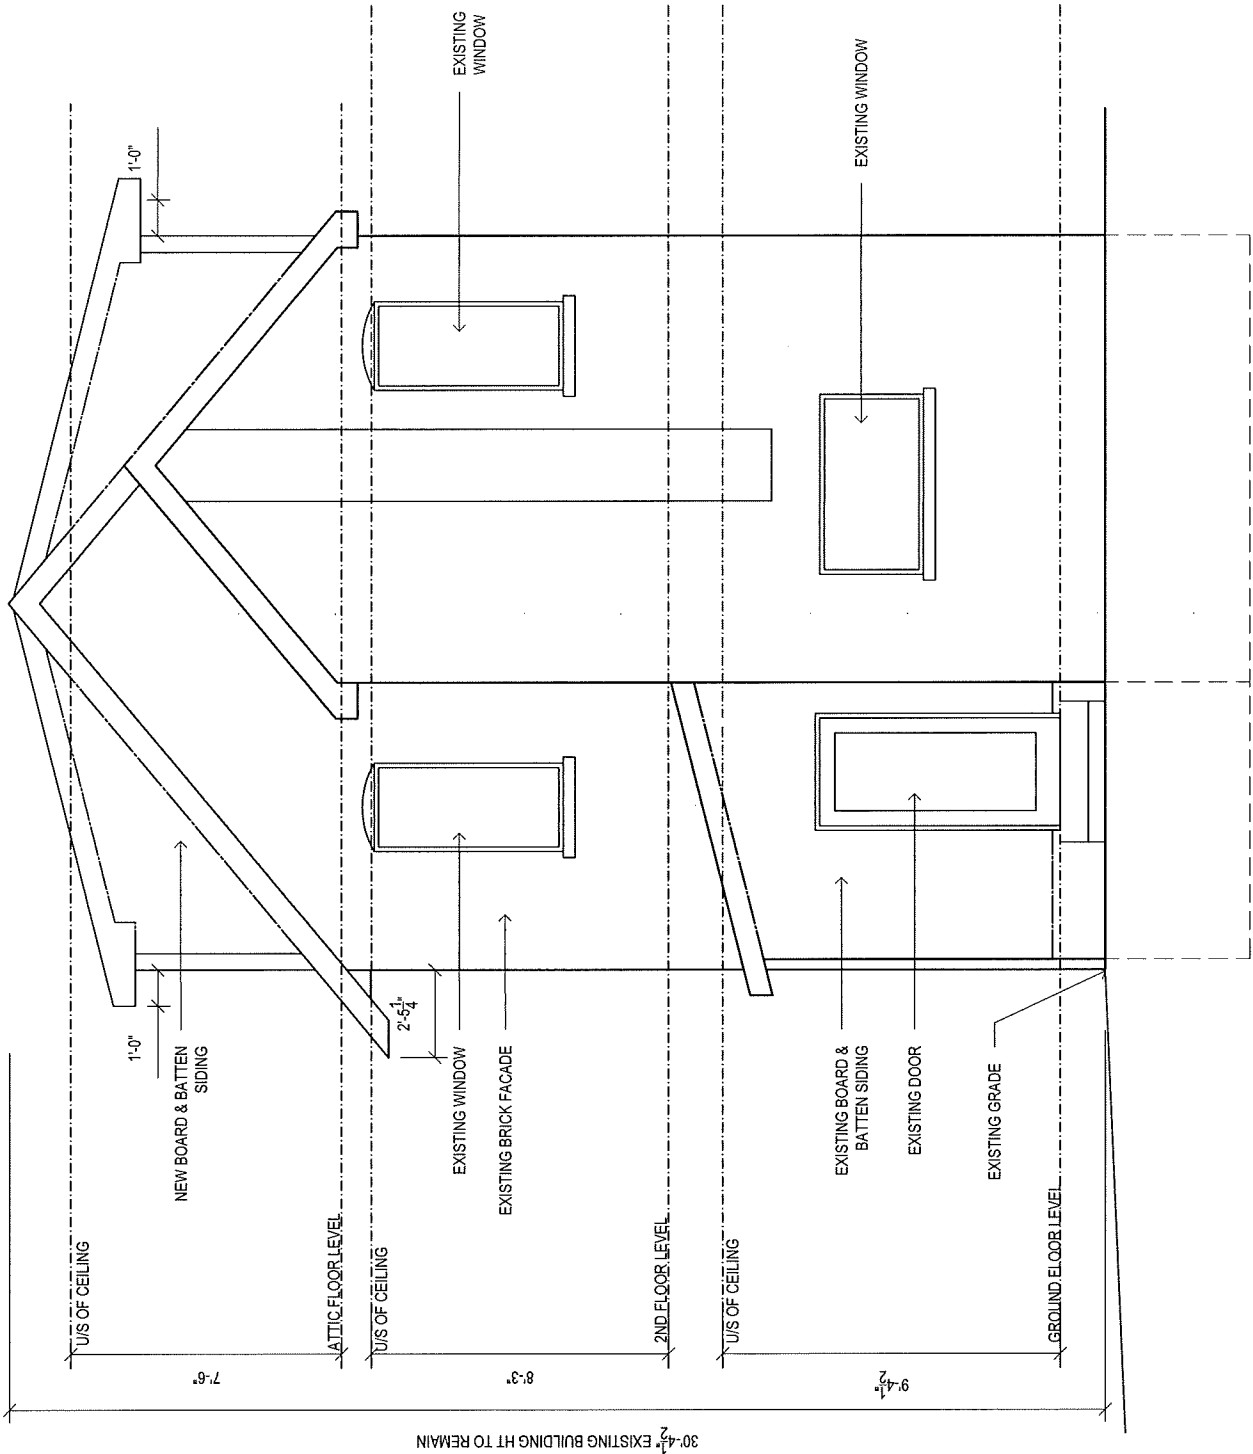 1'-0"
1'-0"
NEW BOARD & BATTEN
SIDING
U/S OF CEILING
7'-6"
ATTIC FLOOR LEVEL
U/S OF CEILING
2'-5 1/4"
EXISTING WINDOW
EXISTING BRICK FACADE
EXISTING
WINDOW
8'-3"
2ND FLOOR LEVEL
U/S OF CEILING
EXISTING BOARD &
BATTEN SIDING
EXISTING DOOR
EXISTING GRADE
EXISTING WINDOW
9'-4 1/2"
GROUND FLOOR LEVEL
30'-4 1/2" EXISTING BUILDING HT TO REMAIN